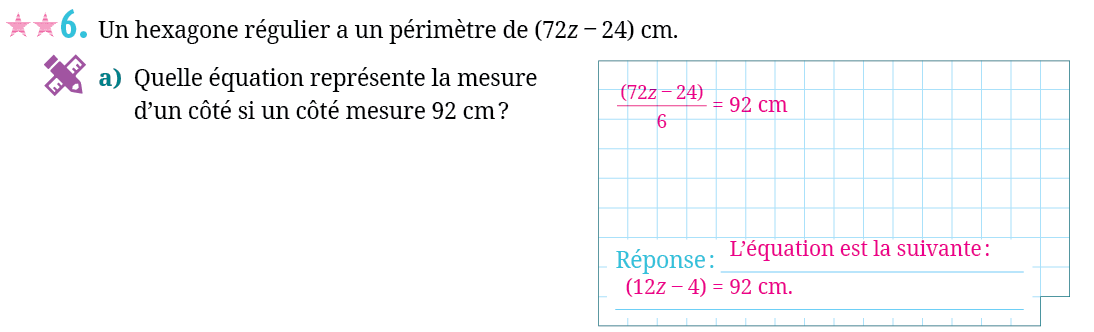 6. Un hexagone régulier a un périmètre de (72z − 24) cm.
a) Quelle équation représente la mesure
d’un côté si un côté mesure 92 cm ?
(72z − 24)
6
= 92 cm
Réponse : L’équation est la suivante :
(12z − 4) = 92 cm.